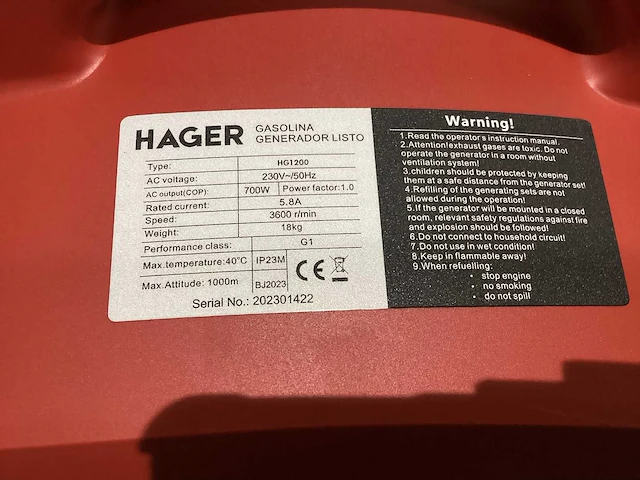 HAGER
GASOLINA
GENERADOR LISTO
Type: HG1200
AC voltage: 230V~/50Hz
AC output(COP): 700W Power factor:1.0
Rated current: 5.8A
Speed: 3600 r/min
Weight: 18kg
Performance class: G1
Max.temperature:40°C IP23M
Max.Attitude: 1000m BJ2023
CE
Serial No.: 202301422
Warning!
1.Read the operator's instruction manual.
2.Attention!exhaust gases are toxic. Do not
operate the generator in a room without
ventilation system!
3.children should be protected by keeping
them at a safe distance from the generator set!
4.Refilling of the generating sets are not
allowed during the operation!
5.If the generator will be mounted in a closed
room, relevant safety regulations against fire
and explosion should be followed!
6.Do not connect to household circuit!
7.Do not use in wet condition!
8.Keep in flammable away!
9.When refuelling:
· stop engine
· no smoking
· do not spill